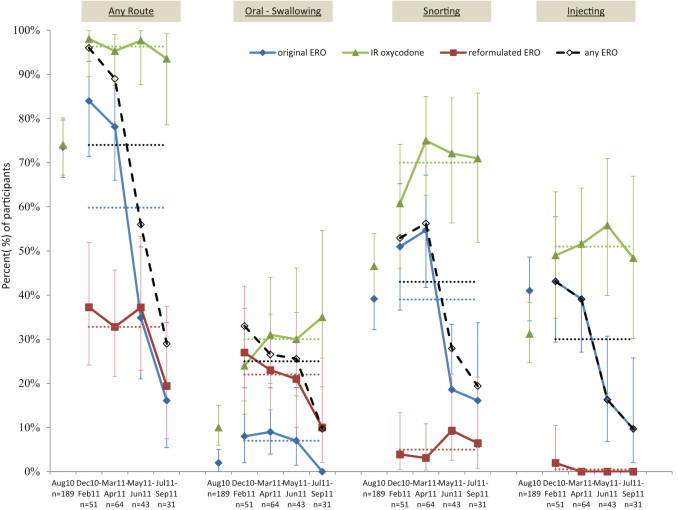 Any Route
Oral - Swallowing
Snorting
Injecting
original ERO
IR oxycodone
reformulated ERO
any ERO
Percent( %) of participants
100%
90%
80%
70%
60%
50%
40%
30%
20%
10%
0%
Aug10 Dec10- Mar11- May11- Jul11-
n=189 Feb11 Apr11 Jun11 Sep11
n=51 n=64 n=43 n=31
Aug10 Dec10- Mar11- May11- Jul11-
n=189 Feb11 Apr11 Jun11 Sep11
n=51 n=64 n=43 n=31
Aug10 Dec10- Mar11- May11- Jul11-
n=189 Feb11 Apr11 Jun11 Sep11
n=51 n=64 n=43 n=31
Aug10 Dec10- Mar11- May11- Jul11-
n=189 Feb11 Apr11 Jun11 Sep11
n=51 n=64 n=43 n=31